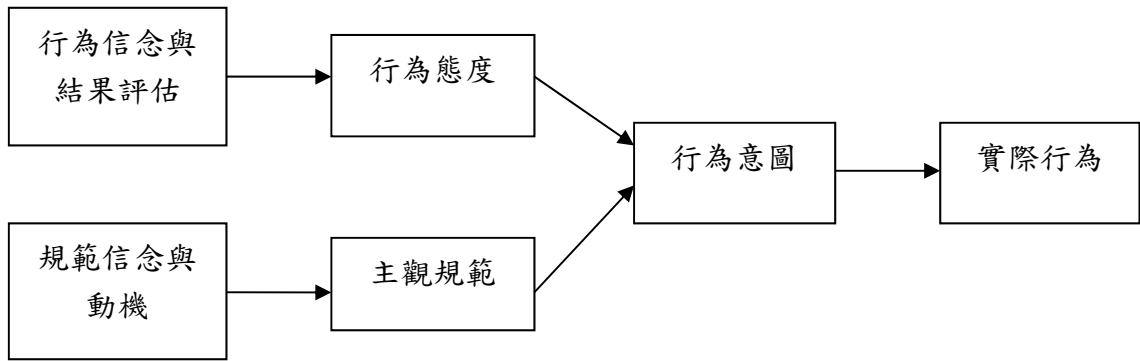 行為信念與
結果評估
行為態度
行為意圖
實際行為
規範信念與
動機
主觀規範